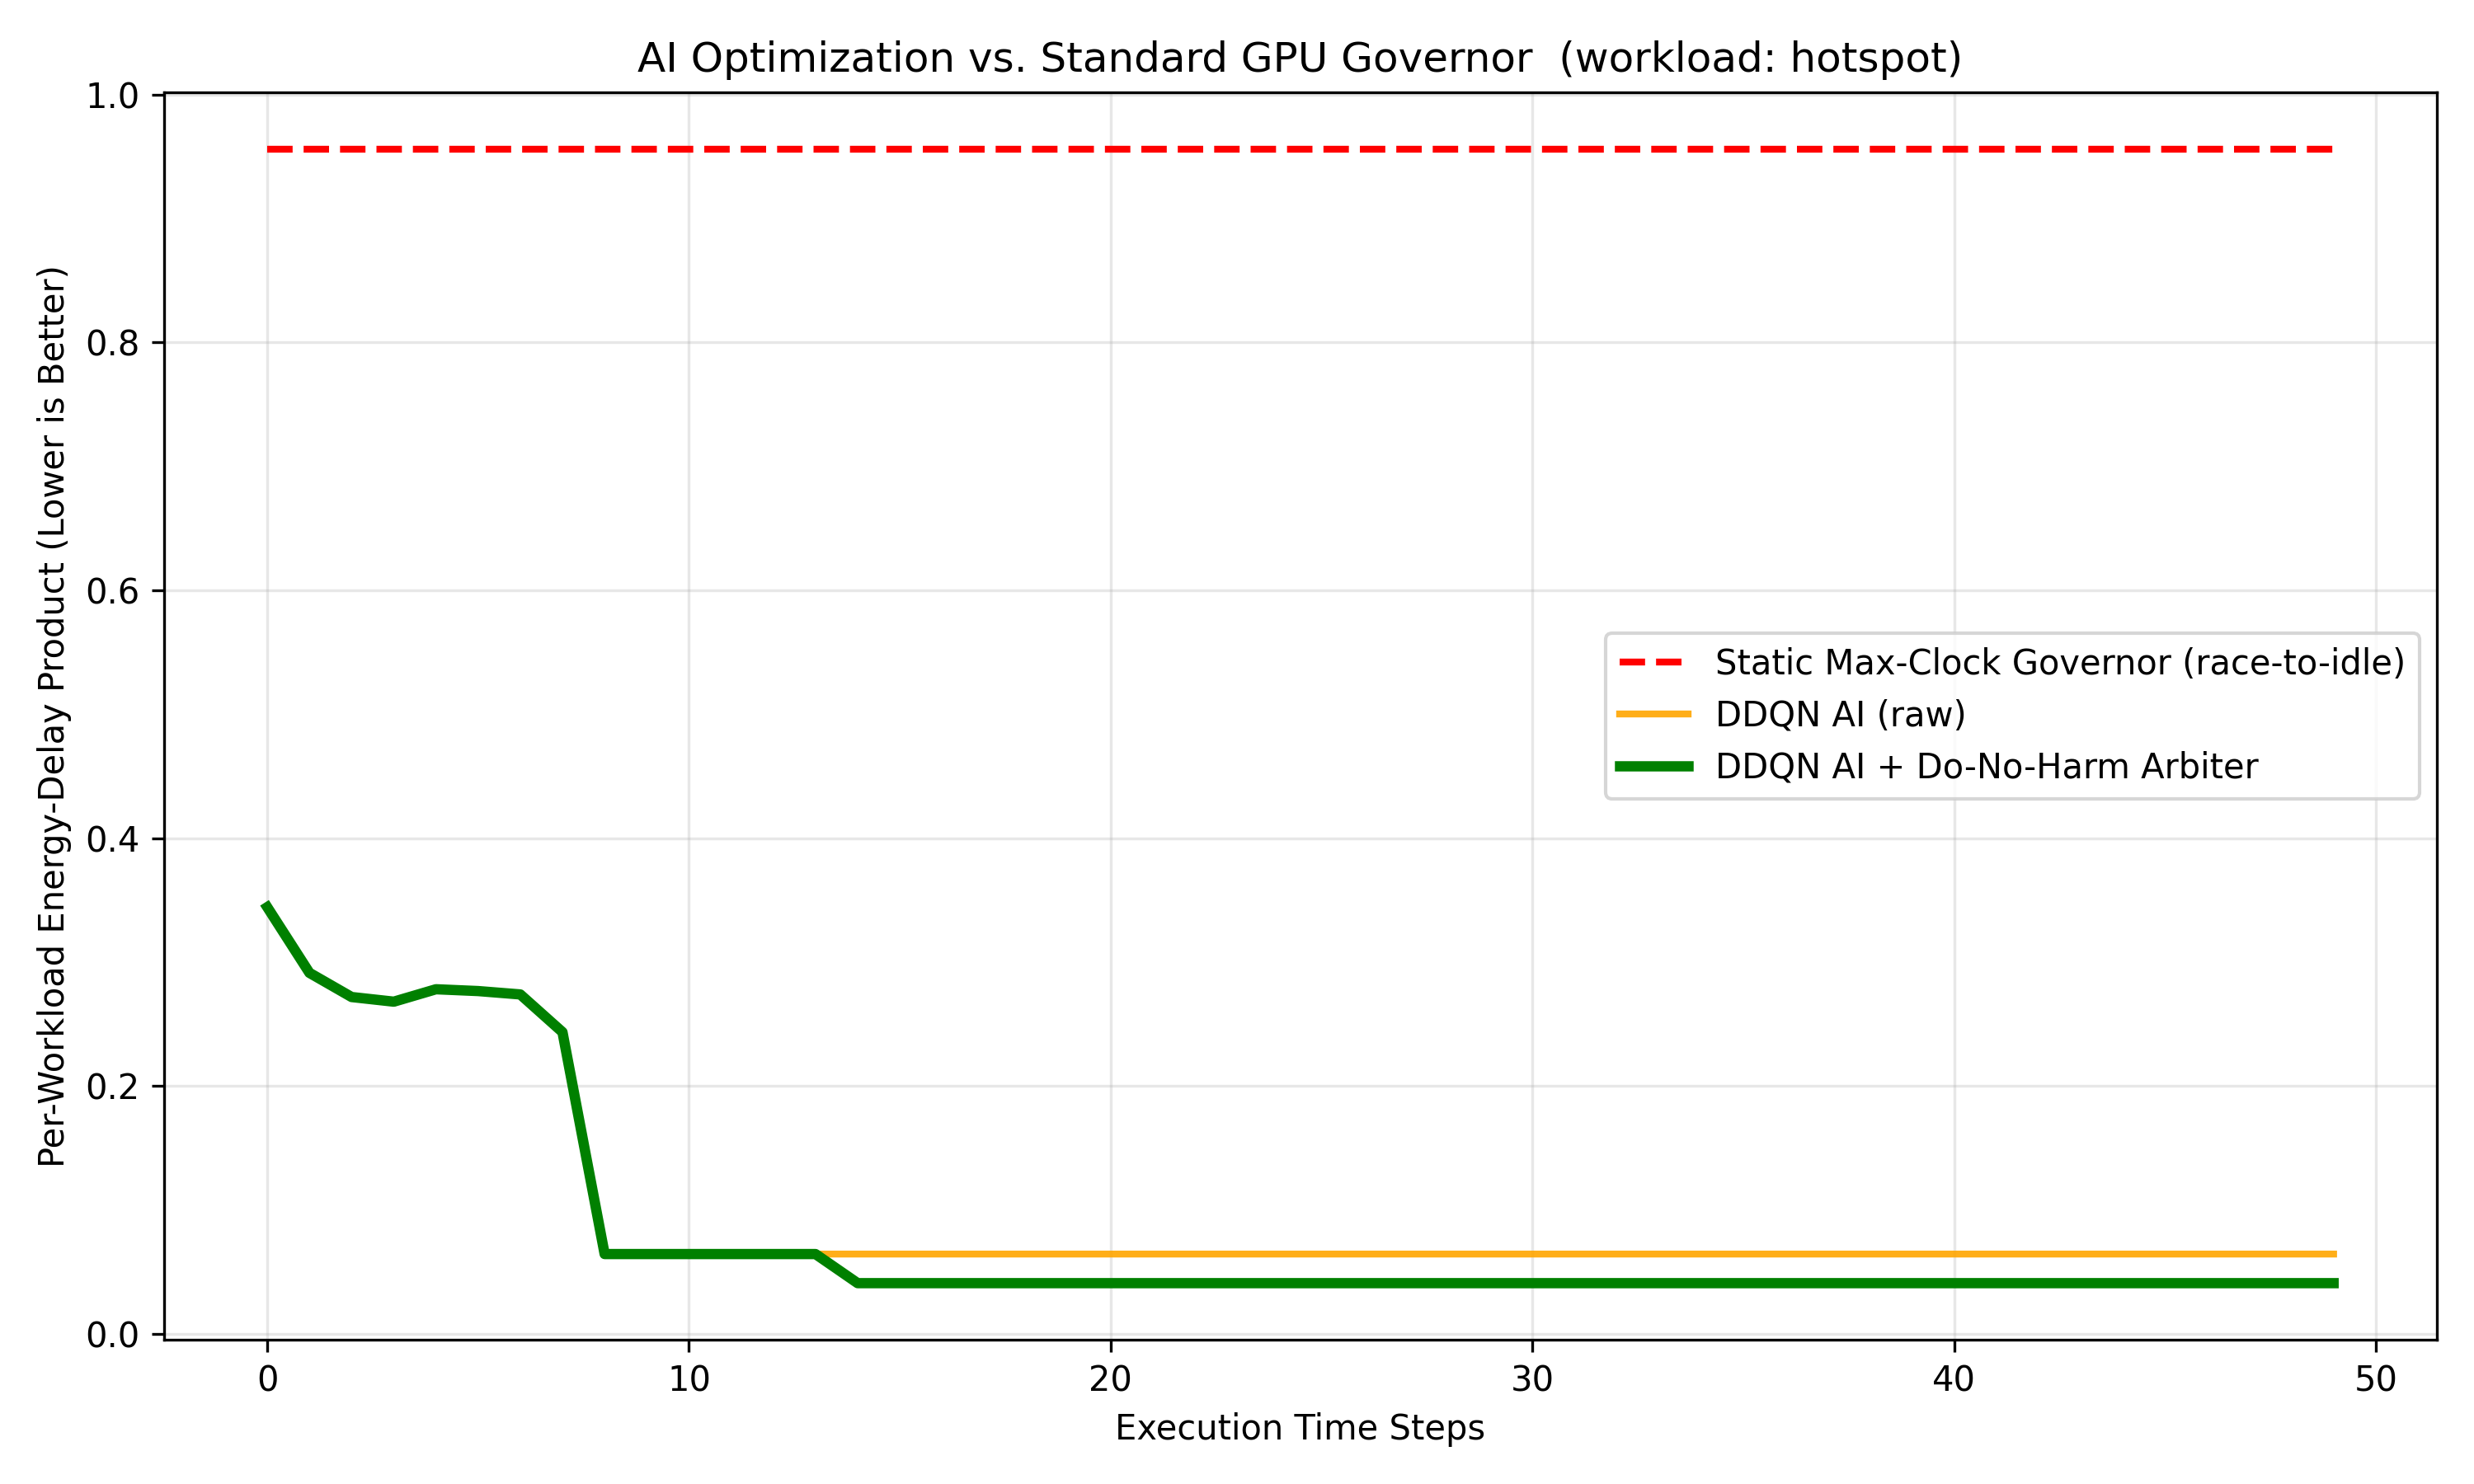 AI Optimization vs. Standard GPU Governor  (workload: hotspot)
Per-Workload Energy-Delay Product (Lower is Better)
1.0
0.8
0.6
0.4
0.2
0.0
Static Max-Clock Governor (race-to-idle)
DDQN AI (raw)
DDQN AI + Do-No-Harm Arbiter
0 10 20 30 40 50
Execution Time Steps